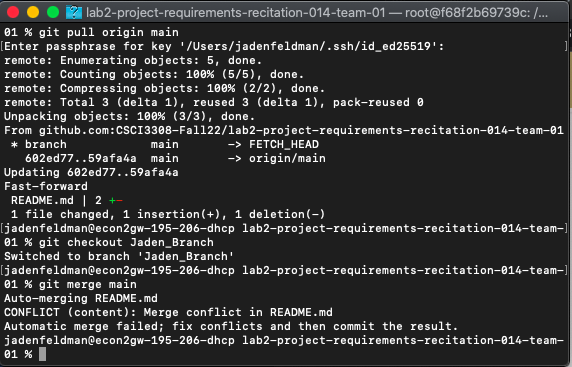 lab2-project-requirements-recitation-014-team-01 — root@f68f2b69739c: /...
01 % git pull origin main
[Enter passphrase for key '/Users/jadenfeldman/.ssh/id_ed25519': ]
remote: Enumerating objects: 5, done.
remote: Counting objects: 100% (5/5), done.
remote: Compressing objects: 100% (2/2), done.
remote: Total 3 (delta 1), reused 3 (delta 1), pack-reused 0
Unpacking objects: 100% (3/3), done.
From github.com:CSCI3308-Fall22/lab2-project-requirements-recitation-014-team-01
 * branch            main       -> FETCH_HEAD
   602ed77..59afa4a  main       -> origin/main
Updating 602ed77..59afa4a
Fast-forward
 README.md | 2 +-
 1 file changed, 1 insertion(+), 1 deletion(-)
[jadenfeldman@econ2gw-195-206-dhcp lab2-project-requirements-recitation-014-team-]
01 % git checkout Jaden_Branch
Switched to branch 'Jaden_Branch'
[jadenfeldman@econ2gw-195-206-dhcp lab2-project-requirements-recitation-014-team-]
01 % git merge main
Auto-merging README.md
CONFLICT (content): Merge conflict in README.md
Automatic merge failed; fix conflicts and then commit the result.
jadenfeldman@econ2gw-195-206-dhcp lab2-project-requirements-recitation-014-team-
01 %